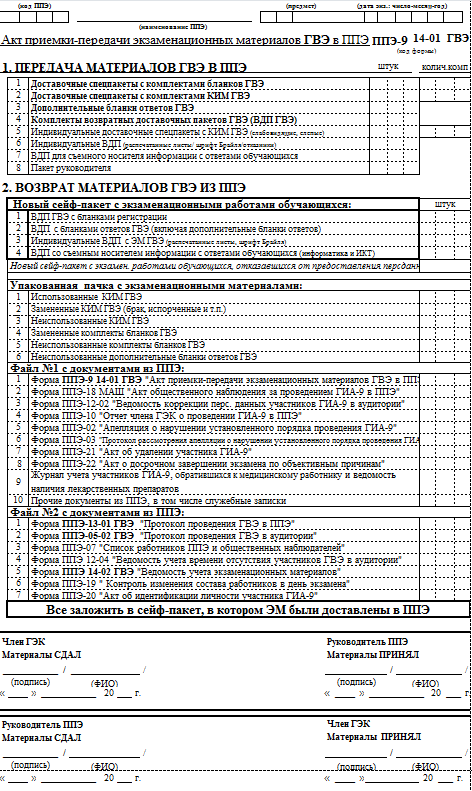 (код ППЭ) (наименование ППЭ) (предмет) (дата экз.: число-месяц-год)
Акт приемки-передачи экзаменационных материалов ГВЭ в ППЭ ППЭ-9 14-01 ГВЭ
(код формы)
1. ПЕРЕДАЧА МАТЕРИАЛОВ ГВЭ В ППЭ штук колич.комп
1 Доставочные спецпакеты с комплектами бланков ГВЭ
2 Доставочные спецпакеты с комплектами КИМ ГВЭ
3 Дополнительные бланки ответов ГВЭ
4 Комплекты возвратных доставочных пакетов ГВЭ (ВДП ГВЭ)
5 Индивидуальные доставочные спецпакеты с КИМ ГВЭ (слабовидящие, слепые)
6 Индивидуальные ВДП (распечатанные листы/ шрифт Брайля/
7 ВДП для съемного носителя информации с ответами обучающихся
8 Пакет руководителя
2. ВОЗВРАТ МАТЕРИАЛОВ ГВЭ ИЗ ППЭ
Новый сейф-пакет с экзаменационными работами обучающихся: штук
1 ВДП ГВЭ с бланками регистрации
2 ВДП с бланками ответов ГВЭ (включая дополнительные бланки ответов)
3 Индивидуальные ВДП с ЭМ ГВЭ (распечатанные листы, шрифт Брайля)
4 ВДП со съемным носителем информации с ответами обучающихся (информатика и ИКТ)
Новый сейф-пакет с экзамен. работами обучающихся, отказавшихся от предоставления персданн
Упакованная пачка с экзаменационными материалами:
1 Использованные КИМ ГВЭ
2 Замененные КИМ ГВЭ (брак, испорченные и т.п.)
3 Неиспользованные КИМ ГВЭ
4 Замененные комплекты бланков ГВЭ
5 Неиспользованные комплекты бланков ГВЭ
6 Неиспользованные дополнительные бланки ответов ГВЭ
Файл №1 с документами из ППЭ:
1 Форма ППЭ-9 14-01 ГВЭ "Акт приемки-передачи экзаменационных материалов ГВЭ в ППЭ
2 Форма ППЭ-18 МАШ "Акт общественного наблюдения за проведением ГИА-9 в ППЭ"
3 Форма ППЭ-12-02 "Ведомость коррекции перс. данных участников ГИА-9 в аудитории"
4 Форма ППЭ-10 "Отчет члена ГЭК о проведении ГИА-9 в ППЭ"
5 Форма ППЭ-02 "Апелляция о нарушении установленного порядка проведения ГИА-9"
6 Форма ППЭ-03 "Протокол рассмотрения апелляции о нарушении установленного порядка проведения ГИА
7 Форма ППЭ-21 "Акт об удалении участника ГИА-9"
8 Форма ППЭ-22 "Акт о досрочном завершении экзамена по объективным причинам"
9 Журнал учета участников ГИА-9, обратившихся к медицинскому работнику и ведомость
наличия лекарственных препаратов
10 Прочие документы из ППЭ, в том числе служебные записки
Файл №2 с документами из ППЭ:
1 Форма ППЭ-13-01 ГВЭ "Протокол проведения ГВЭ в ППЭ"
2 Форма ППЭ-05-02 ГВЭ "Протокол проведения ГВЭ в аудитории"
3 Форма ППЭ-07 "Список работников ППЭ и общественных наблюдателей"
4 Форма ППЭ 12-04 "Ведомость учета времени отсутствия участников ГВЭ в аудитории"
5 Форма ППЭ 14-02 ГВЭ "Ведомость учета экзаменационных материалов"
6 Форма ППЭ-19 " Контроль изменения состава работников в день экзамена"
7 Форма ППЭ-20 "Акт об идентификации личности участника ГИА-9"
Все заложить в сейф-пакет, в котором ЭМ были доставлены в ППЭ
Член ГЭК Руководитель ППЭ
Материалы СДАЛ Материалы ПРИНЯЛ
/ / / /
(подпись) (ФИО) (подпись) (ФИО)
« ___ » __________ 20 ___ г. « ___ » __________ 20 ___ г.
Руководитель ППЭ Член ГЭК
Материалы СДАЛ Материалы ПРИНЯЛ
/ / / /
(подпись) (ФИО) (подпись) (ФИО)
« ___ » __________ 20 ___ г. « ___ » __________ 20 ___ г.